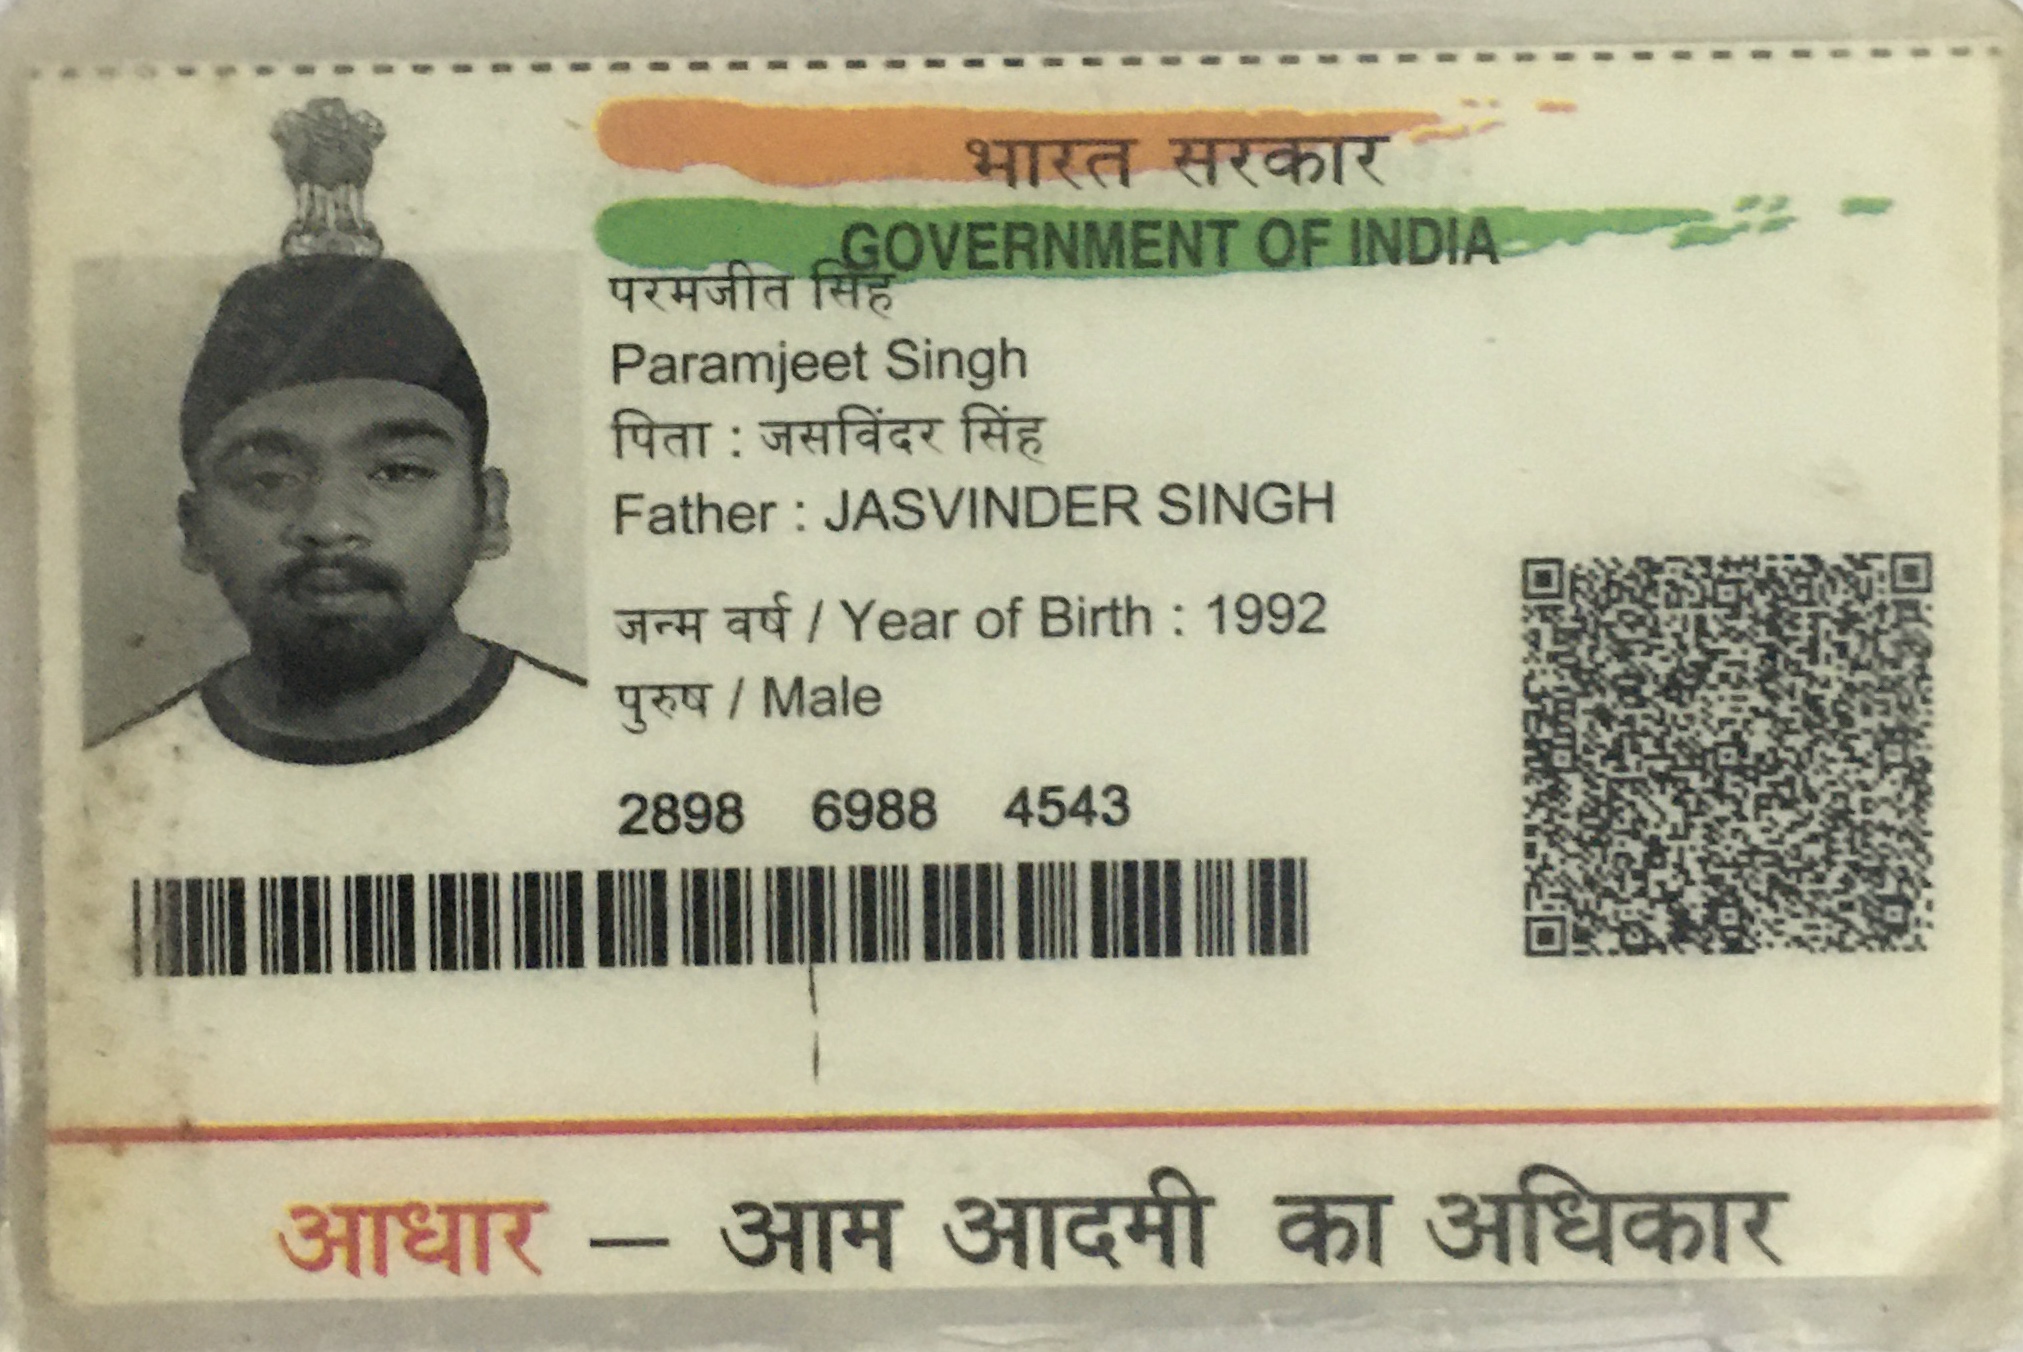 भारत सरकार
GOVERNMENT OF INDIA
परमजीत सिंह
Paramjeet Singh
पिता : जसविंदर सिंह
Father : JASVINDER SINGH
जन्म वर्ष / Year of Birth : 1992
पुरुष / Male
2898 6988 4543
आधार — आम आदमी का अधिकार